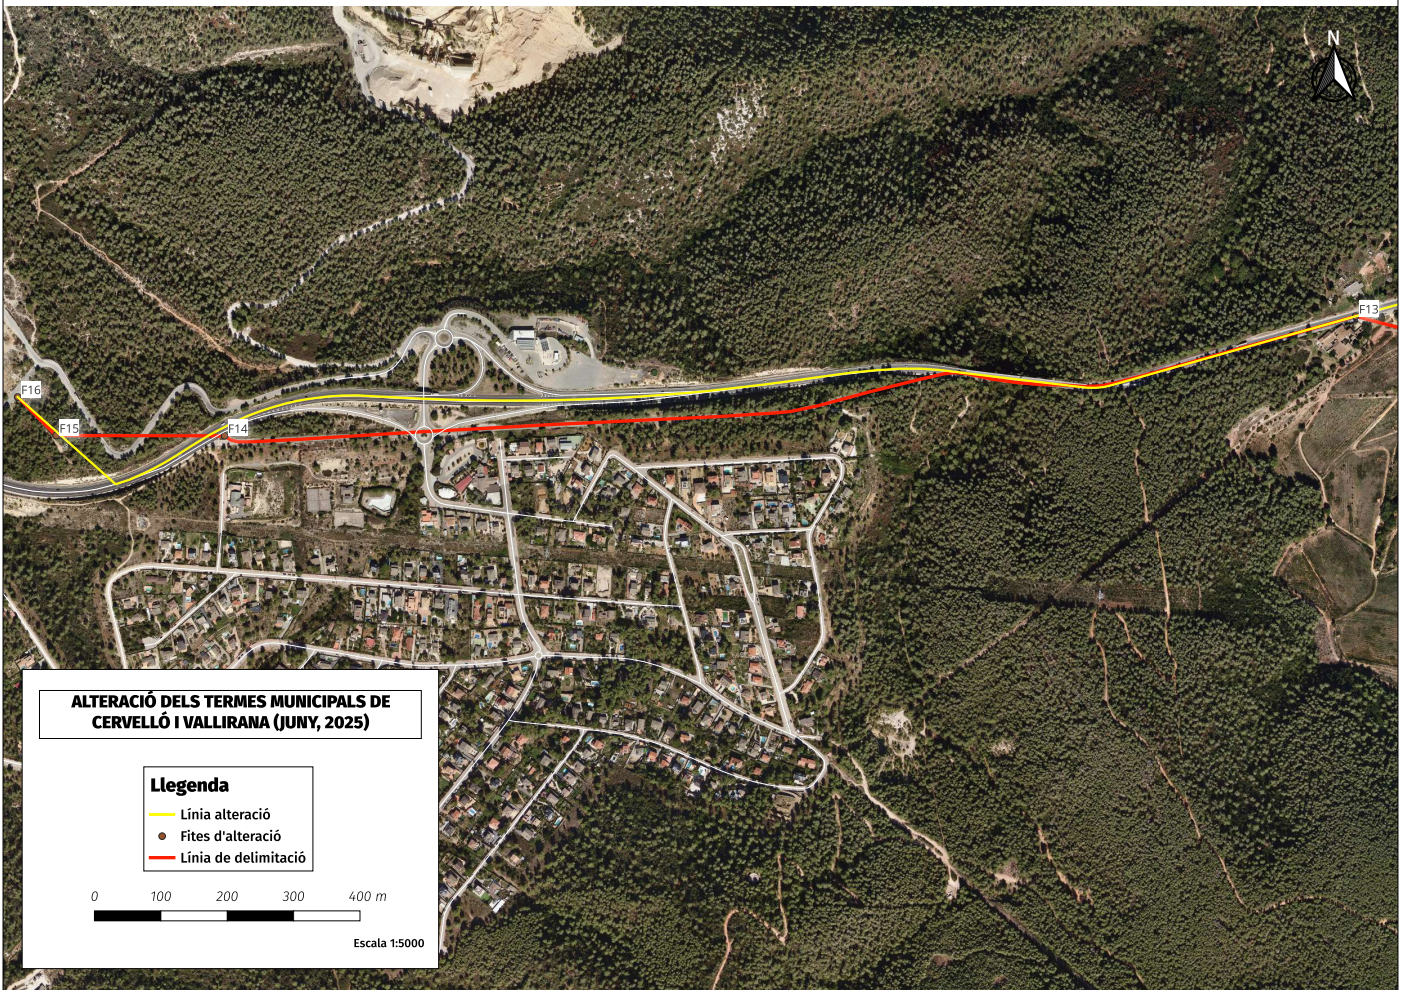 N
F13
F16
F15
F14
ALTERACIÓ DELS TERMES MUNICIPALS DE
CERVELLÓ I VALLIRANA (JUNY, 2025)
Llegenda
Línia alteració
Fites d'alteració
Línia de delimitació
0 100 200 300 400 m
Escala 1:5000